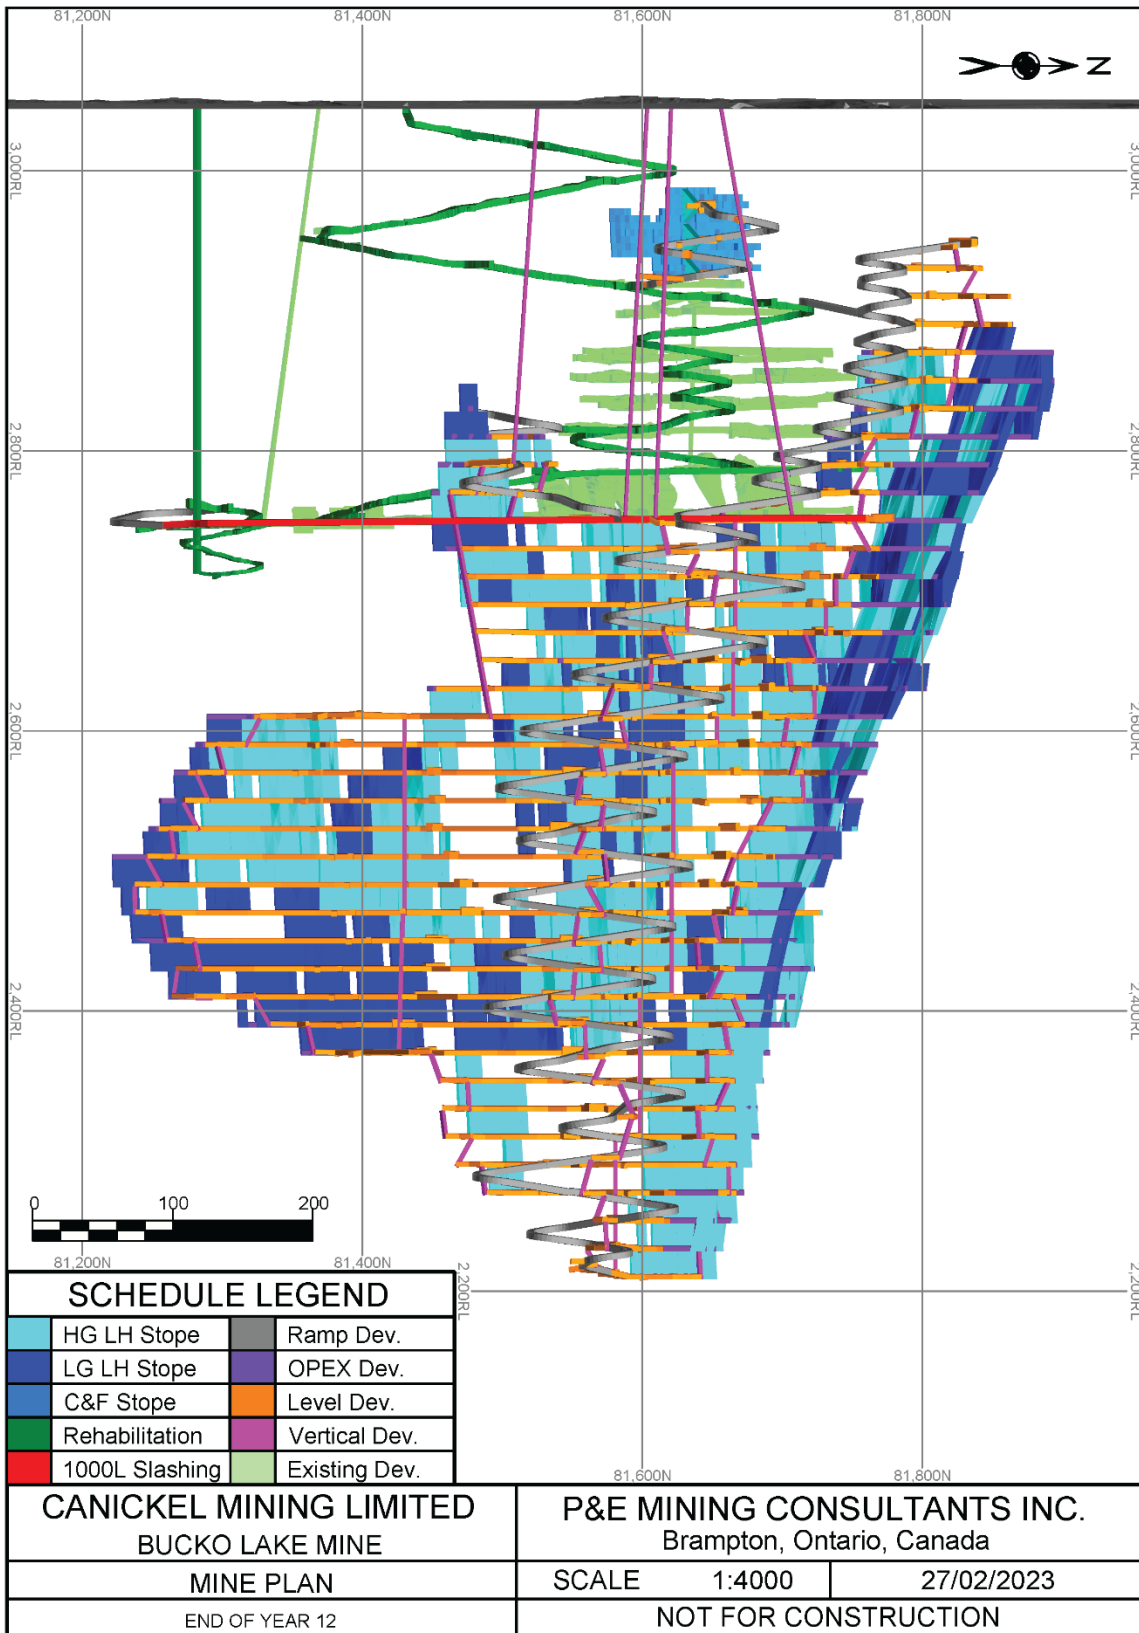 81,200N 81,400N 81,600N 81,800N
N
3,000RL 3,000RL
2,800RL 2,800RL
2,600RL 2,600RL
2,400RL 2,400RL
0 100 200
81,200N 81,400N
2,200RL 2,200RL
SCHEDULE LEGEND
HG LH Stope Ramp Dev.
LG LH Stope OPEX Dev.
C&F Stope Level Dev.
Rehabilitation Vertical Dev.
1000L Slashing Existing Dev.
81,600N 81,800N
CANICKEL MINING LIMITED
BUCKO LAKE MINE
P&E MINING CONSULTANTS INC.
Brampton, Ontario, Canada
MINE PLAN
SCALE 1:4000 27/02/2023
END OF YEAR 12
NOT FOR CONSTRUCTION